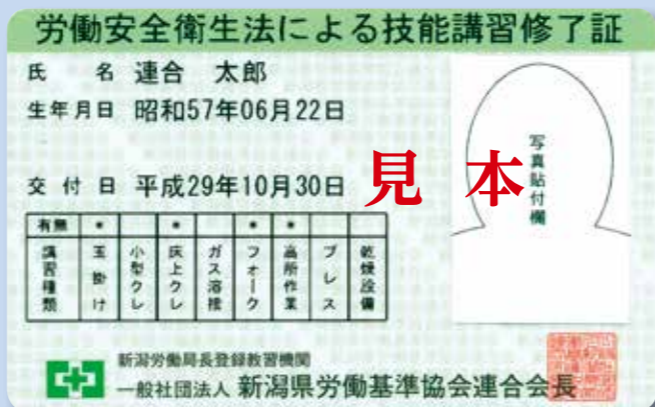 労働安全衛生法による技能講習修了証
氏 名 連合 太郎
生年月日 昭和57年06月22日
交付日 平成29年10月30日
見本
写真貼付欄
有無 * * * *
講習種類 玉掛け 小型クレ 床上クレ ガス溶接 フォーク 高所作業 プレス 乾燥設備
新潟労働局長登録教習機関
一般社団法人 新潟県労働基準協会連合会長